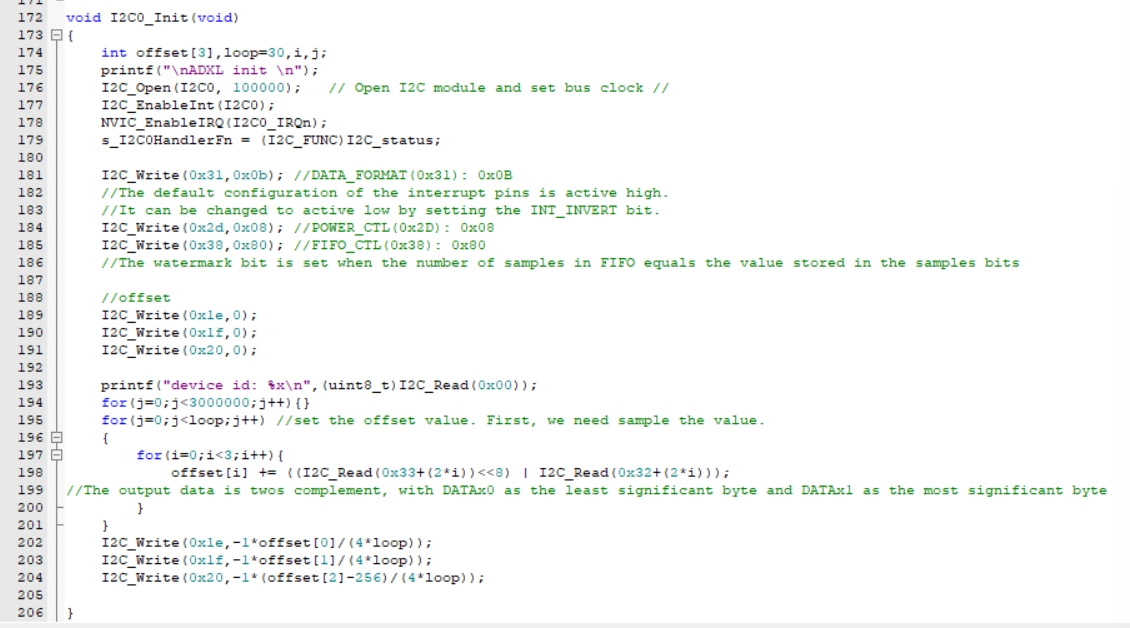 171
172 void I2C0_Init(void)
173 {
174 int offset[3],loop=30,i,j;
175 printf("\nADXL init \n");
176 I2C_Open(I2C0, 100000); // Open I2C module and set bus clock //
177 I2C_EnableInt(I2C0);
178 NVIC_EnableIRQ(I2C0_IRQn);
179 s_I2C0HandlerFn = (I2C_FUNC)I2C_status;
180
181 I2C_Write(0x31,0x0b); //DATA_FORMAT(0x31): 0x0B
182 //The default configuration of the interrupt pins is active high.
183 //It can be changed to active low by setting the INT_INVERT bit.
184 I2C_Write(0x2d,0x08); //POWER_CTL(0x2D): 0x08
185 I2C_Write(0x38,0x80); //FIFO_CTL(0x38): 0x80
186 //The watermark bit is set when the number of samples in FIFO equals the value stored in the samples bits
187
188 //offset
189 I2C_Write(0x1e,0);
190 I2C_Write(0x1f,0);
191 I2C_Write(0x20,0);
192
193 printf("device id: %x\n",(uint8_t)I2C_Read(0x00));
194 for(j=0;j<3000000;j++){}
195 for(j=0;j<loop;j++) //set the offset value. First, we need sample the value.
196 {
197 for(i=0;i<3;i++){
198 offset[i] += ((I2C_Read(0x33+(2*i))<<8) | I2C_Read(0x32+(2*i)));
199 //The output data is twos complement, with DATAx0 as the least significant byte and DATAx1 as the most significant byte
200 }
201 }
202 I2C_Write(0x1e,-1*offset[0]/(4*loop));
203 I2C_Write(0x1f,-1*offset[1]/(4*loop));
204 I2C_Write(0x20,-1*(offset[2]-256)/(4*loop));
205
206 }